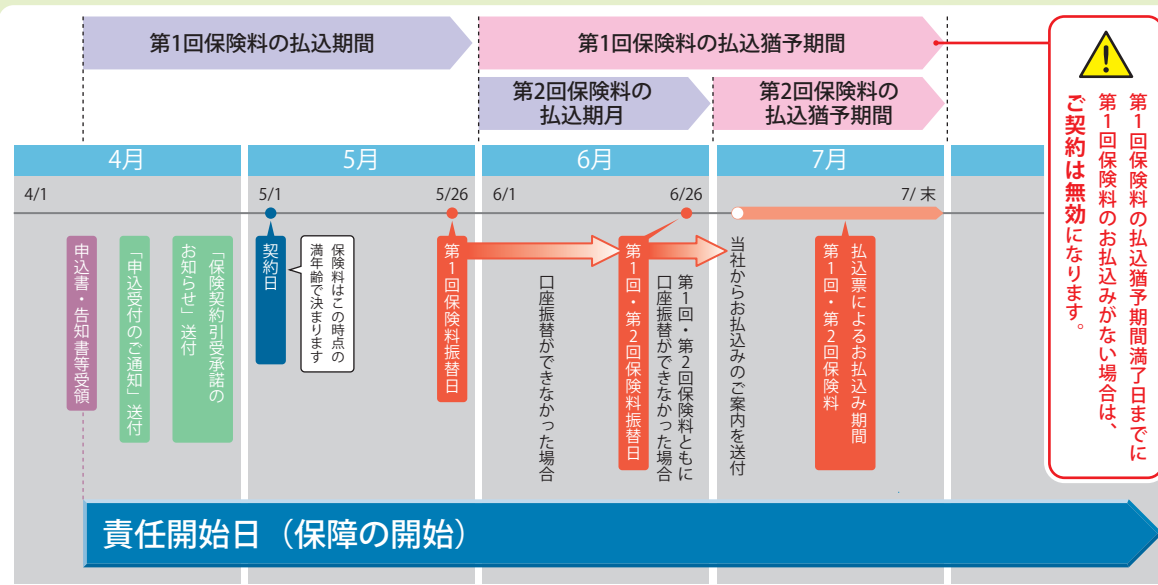 第1回保険料の払込期間
第1回保険料の払込猶予期間
第2回保険料の
払込期月
第2回保険料の
払込猶予期間
4月
5月
6月
7月
4/1
5/1
5/26
6/1
6/26
7/ 末
申込書・告知書等受領
「申込受付のご通知」送付
「保険契約引受承諾の
お知らせ」送付
契約日
保険料はこの時点の
満年齢で決まります
第1回保険料振替日
口座振替ができなかった場合
第1回・第2回保険料振替日
第1回・第2回保険料ともに
口座振替ができなかった場合
当社からお払込みのご案内を送付
払込票によるお払込み期間
第1回・第2回保険料
第1回保険料の払込猶予期間満了日までに
第1回保険料のお払込みがない場合は、
ご契約は無効になります。
責任開始日（保障の開始）